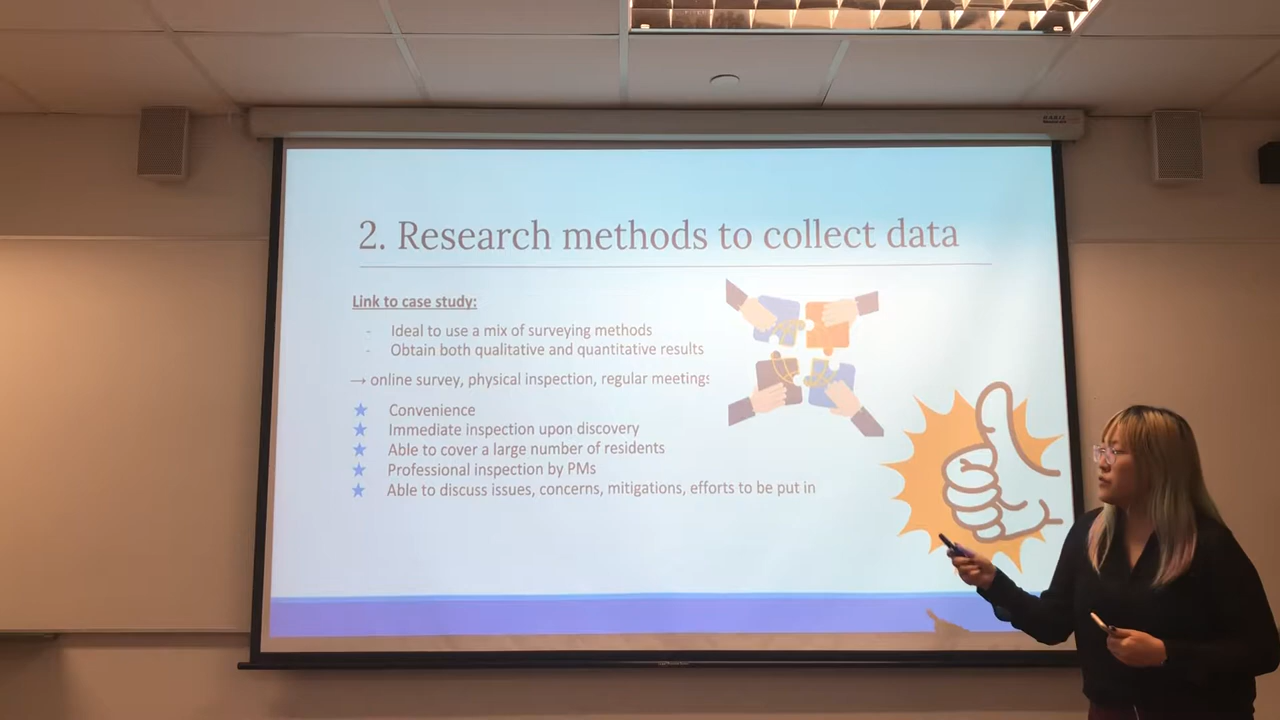 2. Research methods to collect data
Link to case study:
- Ideal to use a mix of surveying methods
- Obtain both qualitative and quantitative results
→ online survey, physical inspection, regular meetings
★ Convenience
★ Immediate inspection upon discovery
★ Able to cover a large number of residents
★ Professional inspection by PMs
★ Able to discuss issues, concerns, mitigations, efforts to be put in